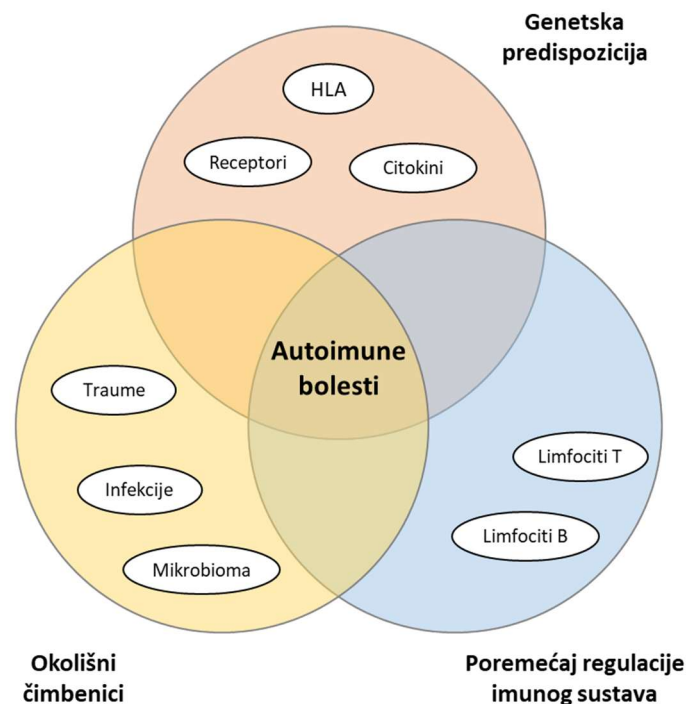 Genetska
predispozicija
HLA
Receptori
Citokini
Autoimune
bolesti
Traume
Infekcije
Mikrobioma
Limfociti T
Limfociti B
Okolišni
čimbenici
Poremećaj regulacije
imunog sustava